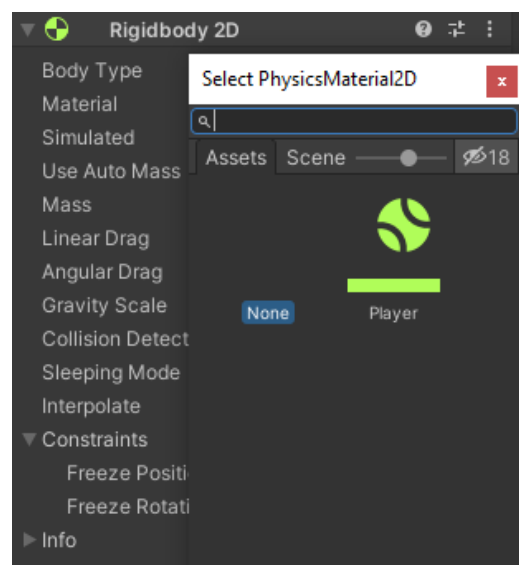 Rigidbody 2D
Body Type
Material
Simulated
Use Auto Mass
Mass
Linear Drag
Angular Drag
Gravity Scale
Collision Detect
Sleeping Mode
Interpolate
Constraints
Freeze Positi
Freeze Rotati
Info
Select PhysicsMaterial2D
x
Assets Scene 18
None Player